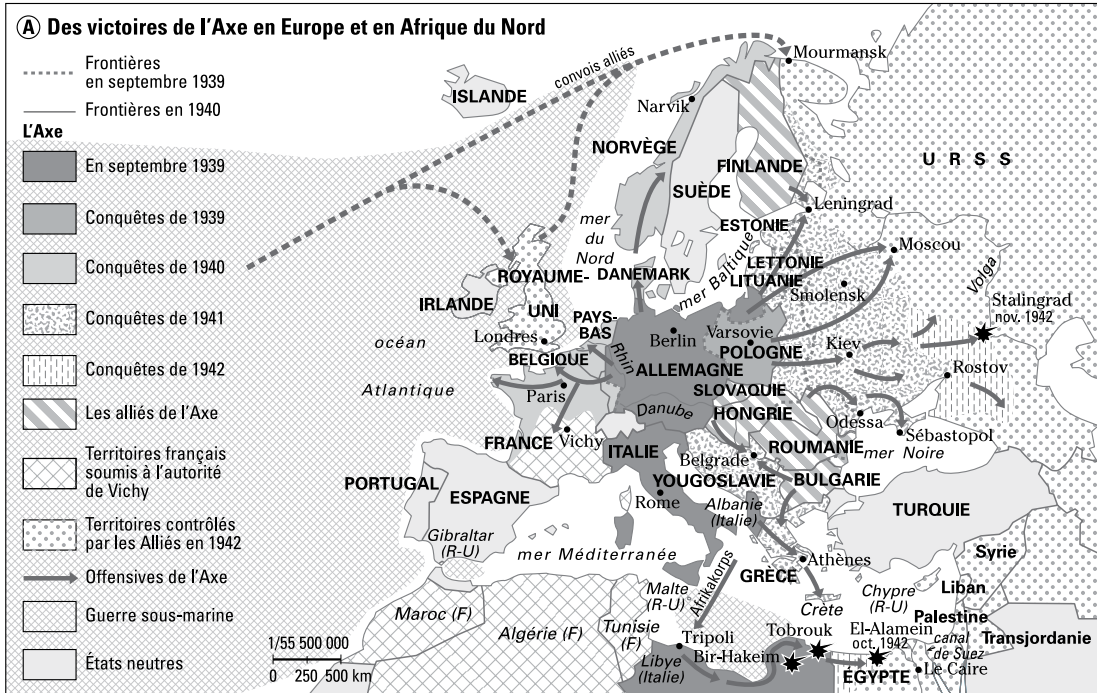 A Des victoires de l'Axe en Europe et en Afrique du Nord
Frontières
en septembre 1939
Frontières en 1940
L'Axe
En septembre 1939
Conquêtes de 1939
Conquêtes de 1940
Conquêtes de 1941
Conquêtes de 1942
Les alliés de l'Axe
Territoires français
soumis à l'autorité
de Vichy
Territoires contrôlés
par les Alliés en 1942
Offensives de l'Axe
Guerre sous-marine
États neutres
1/55 500 000
0 250 500 km
convois alliés
Mourmansk
ISLANDE
Narvik
NORVÈGE
FINLANDE
SUÈDE
URSS
Leningrad
ESTONIE
mer
du
Nord
mer Baltique
LETTONIE
LITUANIE
Moscou
Volga
ROYAUME-
UNI
DANEMARK
IRLANDE
Smolensk
Stalingrad
nov. 1942
PAYS-
BAS
Londres
Berlin
Varsovie
POLOGNE
Kiev
Rostov
océan
Atlantique
BELGIQUE
Rhin
ALLEMAGNE
SLOVAQUIE
Paris
Danube
HONGRIE
Odessa
Sébastopol
FRANCE
Vichy
ITALIE
ROUMANIE
mer Noire
Belgrade
PORTUGAL
ESPAGNE
YOUGOSLAVIE
BULGARIE
Rome
Albanie
(Italie)
TURQUIE
Gibraltar
(R-U)
mer Méditerranée
Athènes
GRÈCE
Syrie
Afrikakorps
Malte
(R-U)
Crète
Chypre
(R-U)
Liban
Palestine
Maroc (F)
Algérie (F)
Tunisie
(F)
Tripoli
Tobrouk
El-Alamein
oct. 1942
Transjordanie
canal
de Suez
Bir-Hakeim
Libye
(Italie)
Le Caire
ÉGYPTE